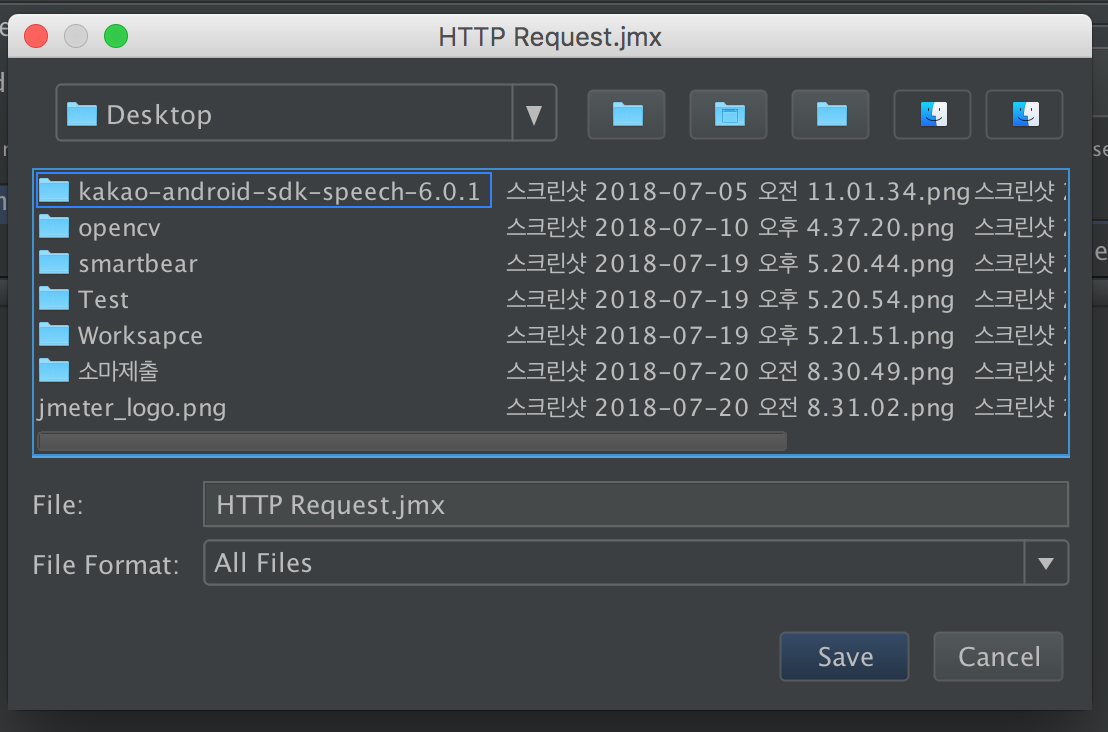 HTTP Request.jmx
Desktop
kakao-android-sdk-speech-6.0.1 스크린샷 2018-07-05 오전 11.01.34.png 스크린샷
opencv 스크린샷 2018-07-10 오후 4.37.20.png 스크린샷
smartbear 스크린샷 2018-07-19 오후 5.20.44.png 스크린샷
Test 스크린샷 2018-07-19 오후 5.20.54.png 스크린샷
Worksapce 스크린샷 2018-07-19 오후 5.21.51.png 스크린샷
소마제출 스크린샷 2018-07-20 오전 8.30.49.png 스크린샷
jmeter_logo.png 스크린샷 2018-07-20 오전 8.31.02.png 스크린샷
File: HTTP Request.jmx
File Format: All Files
Save Cancel